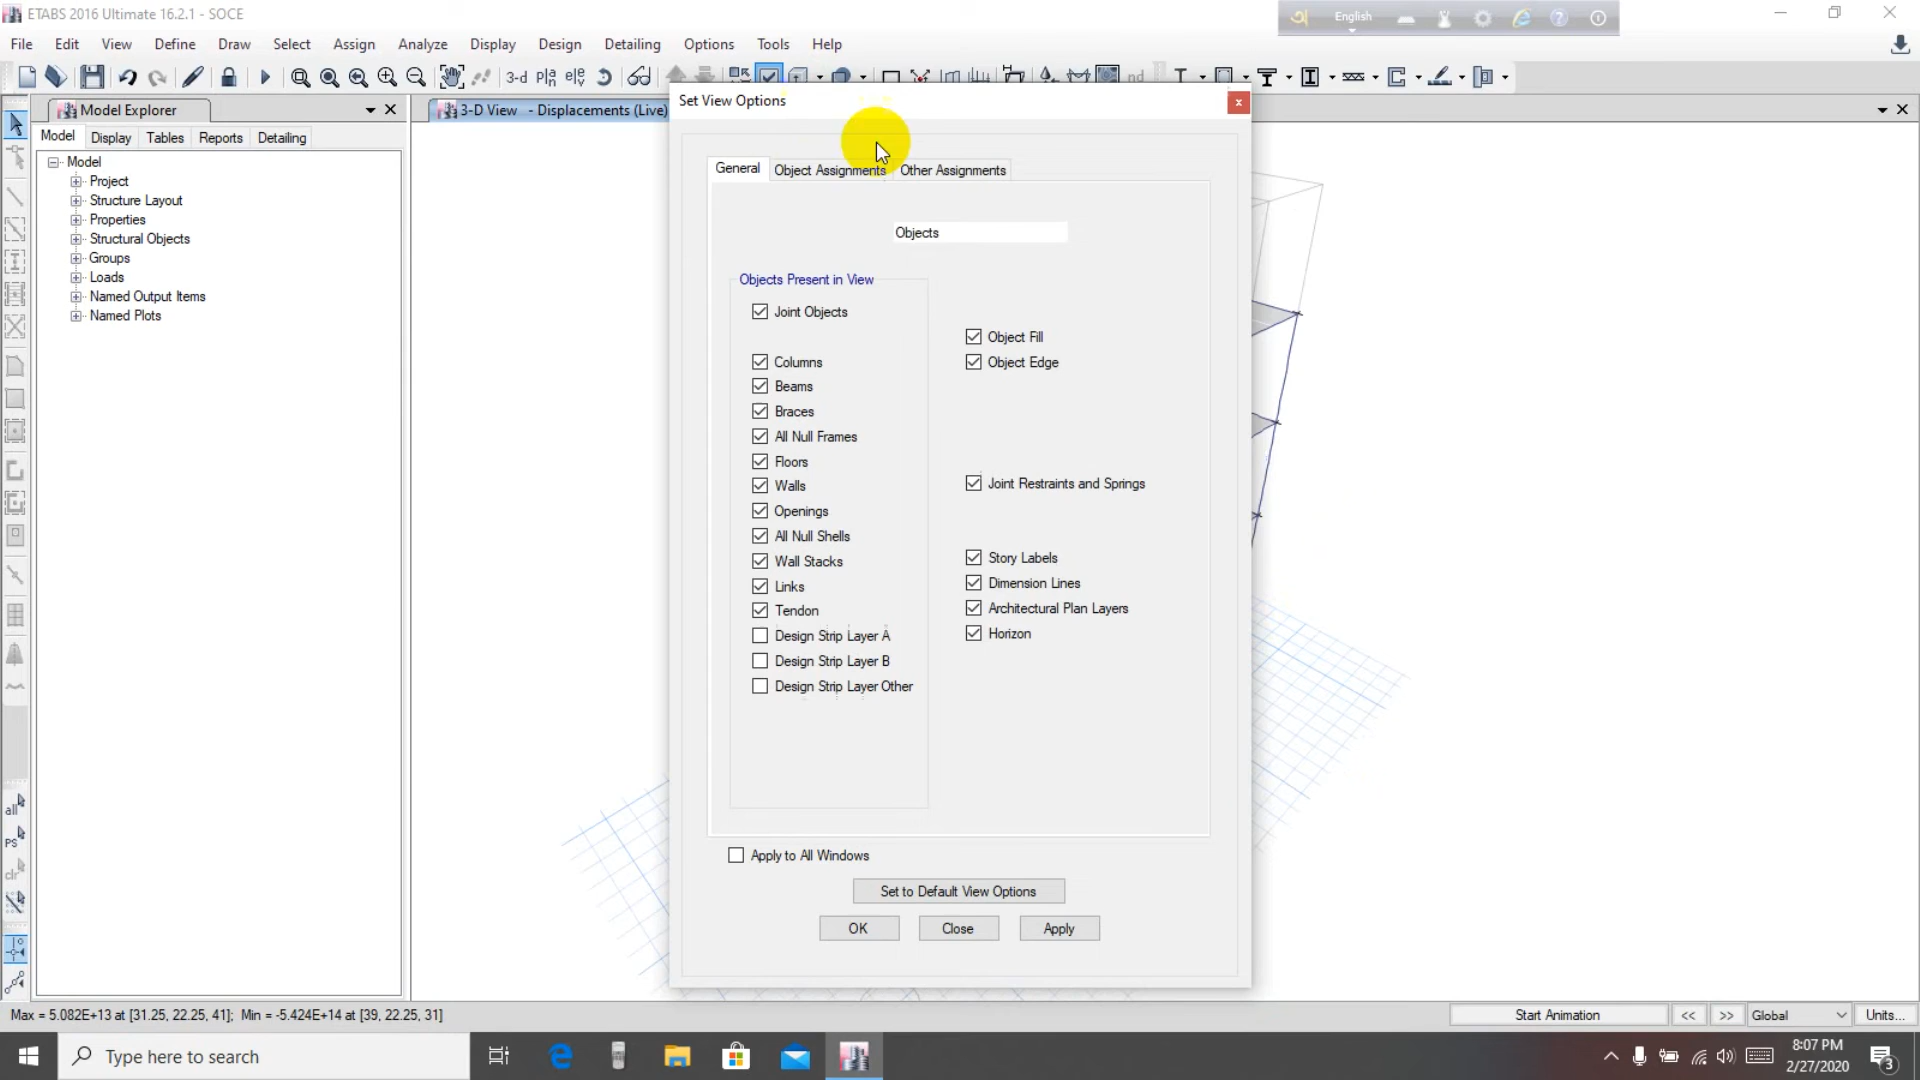 ETABS 2016 Ultimate 16.2.1 - SOCE
English
File Edit View Define Draw Select Assign Analyze Display Design Detailing Options Tools Help
3-d
nd
Model Explorer
3-D View - Displacements (Live)
Set View Options
Model Display Tables Reports Detailing
Model
Project
Structure Layout
Properties
Structural Objects
Groups
Loads
Named Output Items
Named Plots
General Object Assignments Other Assignments
Objects
Objects Present in View
Joint Objects
Columns
Beams
Braces
All Null Frames
Floors
Walls
Openings
All Null Shells
Wall Stacks
Links
Tendon
Design Strip Layer A
Design Strip Layer B
Design Strip Layer Other
Object Fill
Object Edge
Joint Restraints and Springs
Story Labels
Dimension Lines
Architectural Plan Layers
Horizon
Apply to All Windows
Set to Default View Options
OK Close Apply
all
PS
clr
Max = 5.082E+13 at [31.25, 22.25, 41]; Min = -5.424E+14 at [39, 22.25, 31]
Start Animation << >> Global Units...
Type here to search
8:07 PM
2/27/2020
3